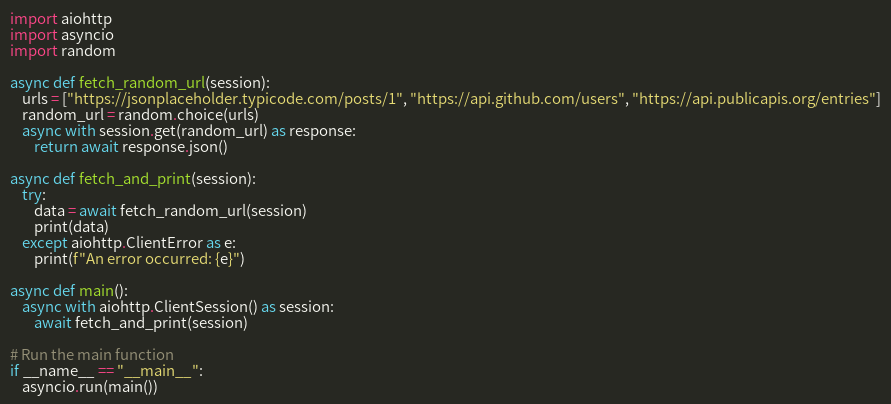 import aiohttp
import asyncio
import random

async def fetch_random_url(session):
    urls = ["https://jsonplaceholder.typicode.com/posts/1", "https://api.github.com/users", "https://api.publicapis.org/entries"]
    random_url = random.choice(urls)
    async with session.get(random_url) as response:
        return await response.json()

async def fetch_and_print(session):
    try:
        data = await fetch_random_url(session)
        print(data)
    except aiohttp.ClientError as e:
        print(f"An error occurred: {e}")

async def main():
    async with aiohttp.ClientSession() as session:
        await fetch_and_print(session)

# Run the main function
if __name__ == "__main__":
    asyncio.run(main())